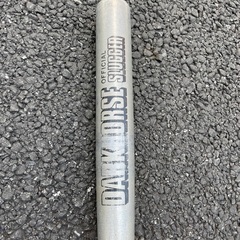 OFFICIAL
SLUGGER
DARK HORSE